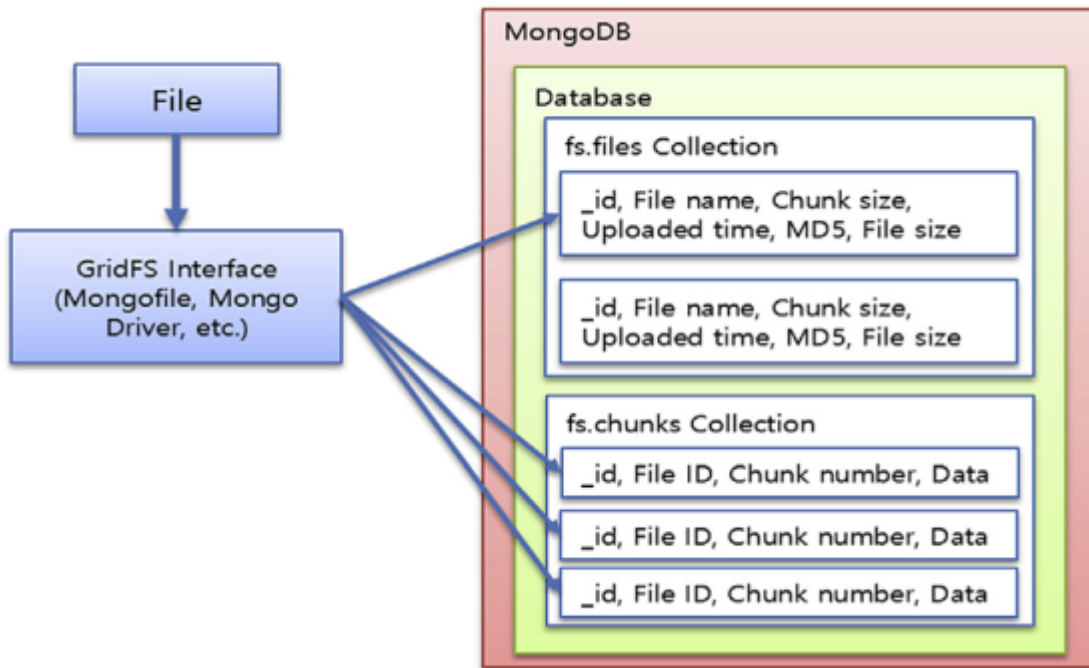 File
GridFS Interface
(Mongofile, Mongo
Driver, etc.)
MongoDB
Database
fs.files Collection
_id, File name, Chunk size,
Uploaded time, MD5, File size
_id, File name, Chunk size,
Uploaded time, MD5, File size
fs.chunks Collection
_id, File ID, Chunk number, Data
_id, File ID, Chunk number, Data
_id, File ID, Chunk number, Data